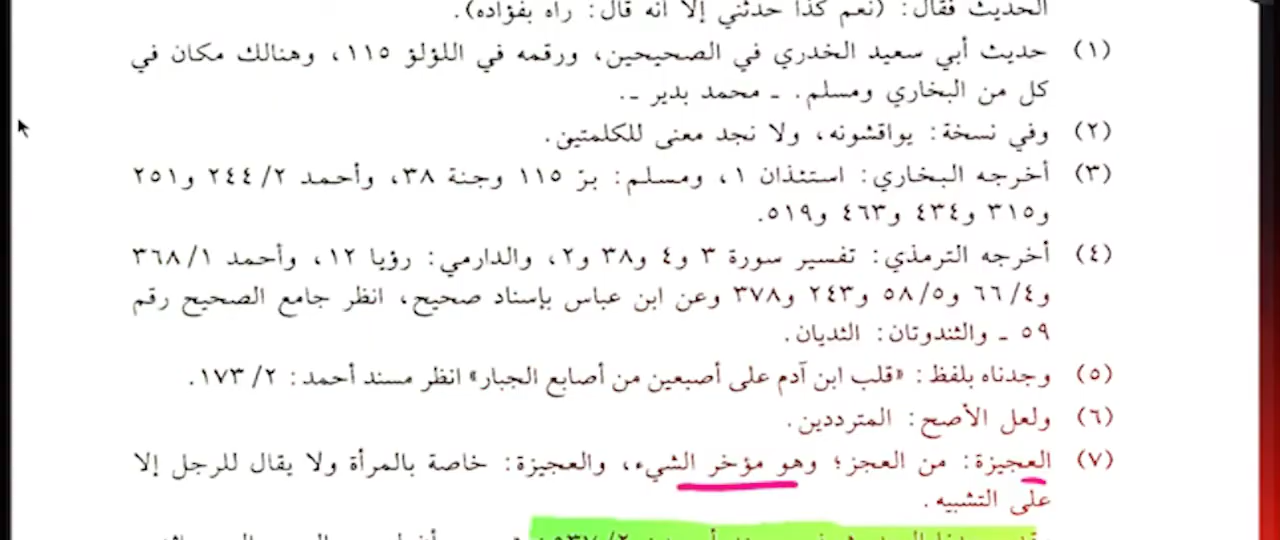 الحديث فقال: (نعم كذا حدثني إلا أنه قال: رآه بفؤاده).
(١) حديث أبي سعيد الخدري في الصحيحين، ورقمه في اللؤلؤ ١١٥، وهنالك مكان في
كل من البخاري ومسلم. ـ محمد بدير ـ.
(٢) وفي نسخة: يواقشونه، ولا نجد معنى للكلمتين.
(٣) أخرجه البخاري: استئذان ١، ومسلم: برّ ١١٥ وجنة ٣٨، وأحمد ٢/ ٢٤٤ و٢٥١
و٣١٥ و٤٣٤ و٤٦٣ و٥١٩.
(٤) أخرجه الترمذي: تفسير سورة ٣ و٤ و٣٨ و٢، والدارمي: رؤيا ١٢، وأحمد ١/ ٣٦٨
و٤/ ٦٦ و٥/ ٥٨ و٢٤٣ و٣٧٨ وعن ابن عباس بإسناد صحيح، انظر جامع الصحيح رقم
٥٩ ـ والثندوتان: الثديان.
(٥) وجدناه بلفظ: «قلب ابن آدم على أصبعين من أصابع الجبار» انظر مسند أحمد: ٢/ ١٧٣.
(٦) ولعل الأصح: المترددين.
(٧) العجيزة: من العجز؛ وهو مؤخر الشيء، والعجيزة: خاصة بالمرأة ولا يقال للرجل إلا
على التشبيه.